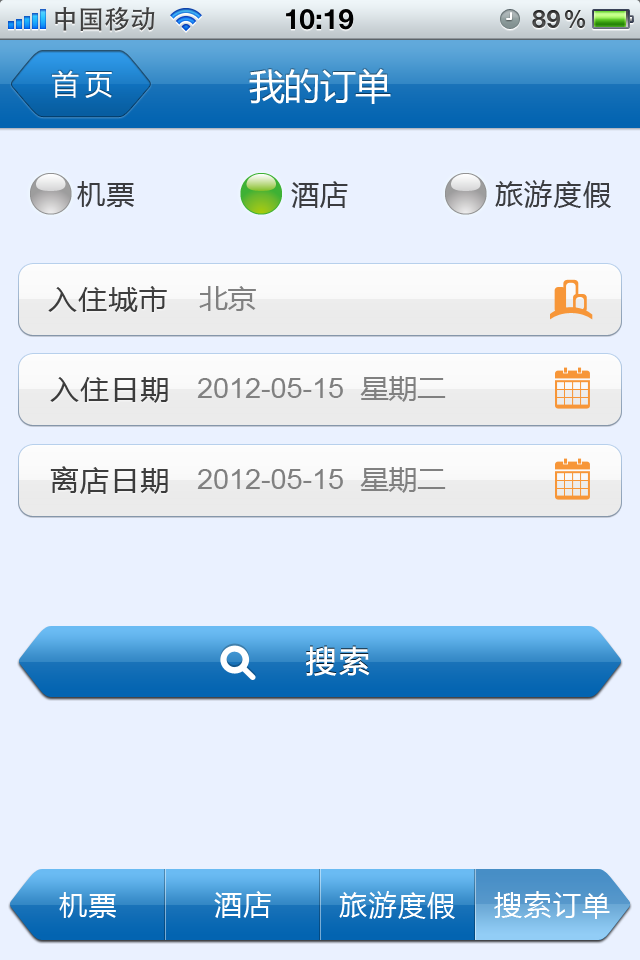 中国移动 10:19 89%
首页 我的订单
机票 酒店 旅游度假
入住城市 北京
入住日期 2012-05-15 星期二
离店日期 2012-05-15 星期二
搜索
机票 酒店 旅游度假 搜索订单